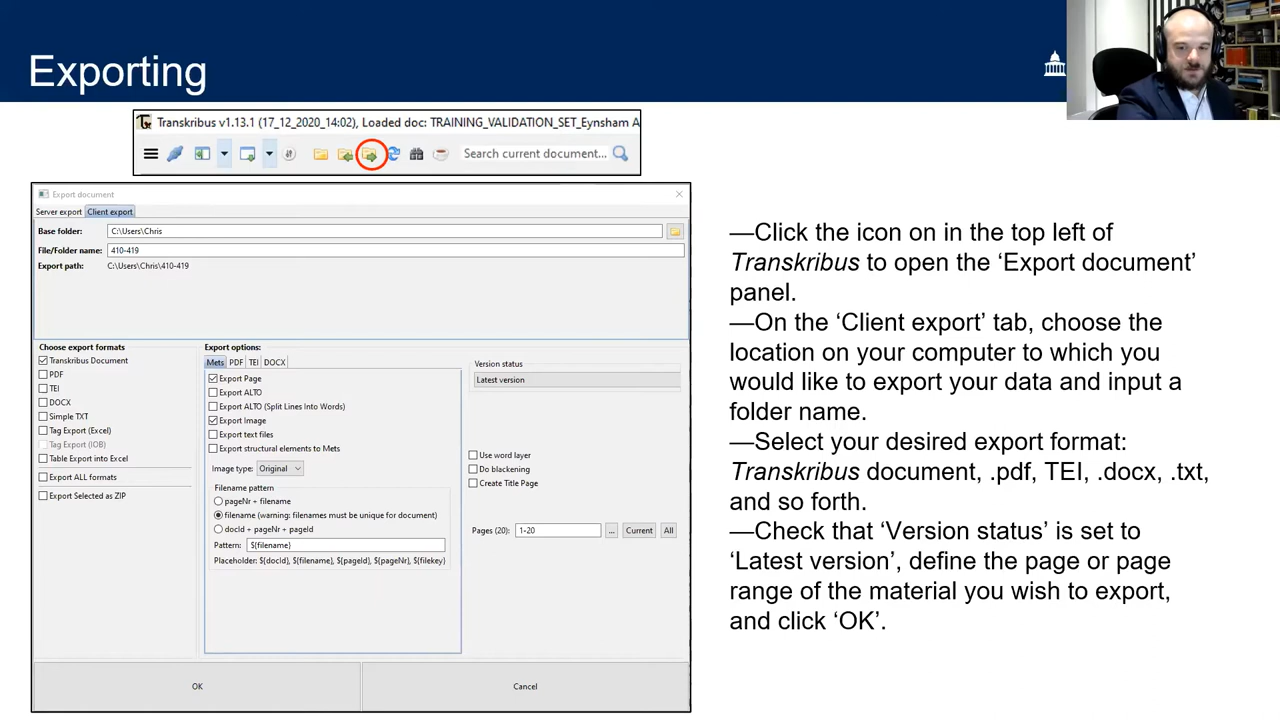 Exporting
Transkribus v1.13.1 (17_12_2020_14:02), Loaded doc: TRAINING_VALIDATION_SET_Eynsham A
Search current document...
Export document
Server export Client export
Base folder: C:\Users\Chris
File/Folder name: 410-419
Export path: C:\Users\Chris\410-419
Choose export formats
Transkribus Document
PDF
TEI
DOCX
Simple TXT
Tag Export (Excel)
Tag Export (IOB)
Table Export into Excel
Export ALL formats
Export Selected as ZIP
Export options:
Mets PDF TEI DOCX
Export Page
Export ALTO
Export ALTO (Split Lines Into Words)
Export Image
Export text files
Export structural elements to Mets
Image type: Original
Filename pattern
pageNr + filename
filename (warning: filenames must be unique for document)
docId + pageNr + pageId
Pattern: ${filename}
Placeholder: ${docId}, ${filename}, ${pageId}, ${pageNr}, ${filekey}
Version status
Latest version
Use word layer
Do blackening
Create Title Page
Pages (20): 1-20 ... Current All
OK Cancel
—Click the icon on in the top left of
Transkribus to open the ‘Export document’
panel.
—On the ‘Client export’ tab, choose the
location on your computer to which you
would like to export your data and input a
folder name.
—Select your desired export format:
Transkribus document, .pdf, TEI, .docx, .txt,
and so forth.
—Check that ‘Version status’ is set to
‘Latest version’, define the page or page
range of the material you wish to export,
and click ‘OK’.